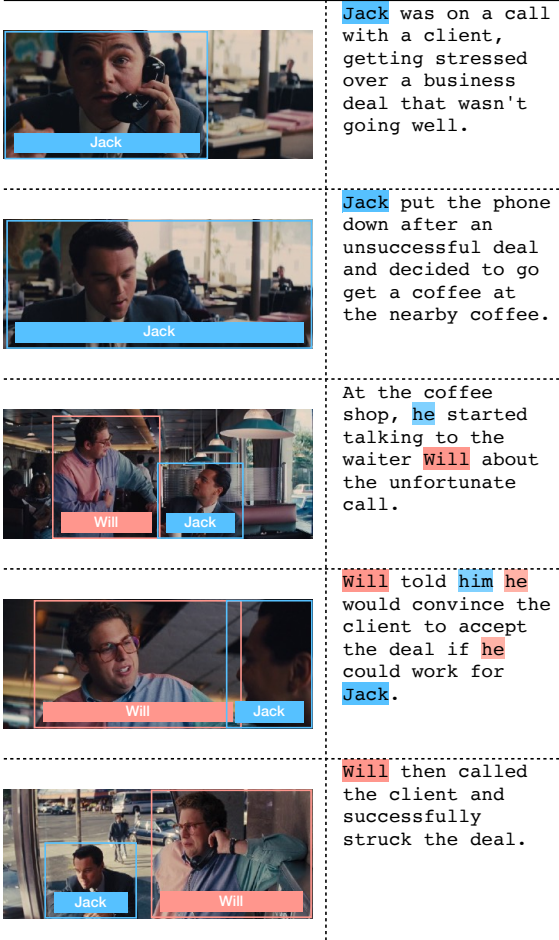 Jack was on a call
with a client,
getting stressed
over a business
deal that wasn't
going well.
Jack
Jack put the phone
down after an
unsuccessful deal
and decided to go
get a coffee at
the nearby coffee.
Jack
At the coffee
shop, he started
talking to the
waiter Will about
the unfortunate
call.
Will
Jack
Will told him he
would convince the
client to accept
the deal if he
could work for
Jack.
Will
Jack
Will then called
the client and
successfully
struck the deal.
Jack
Will